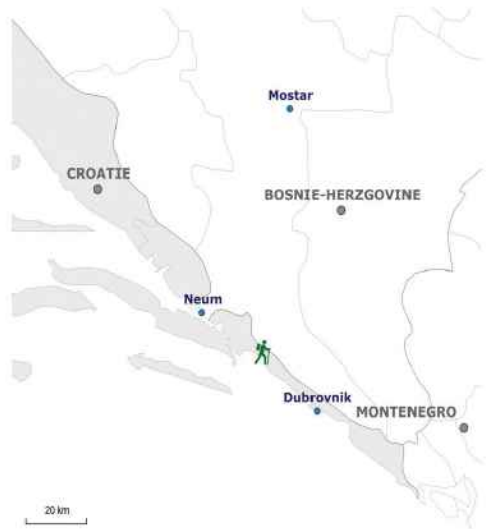 Mostar
CROATIE
BOSNIE-HERZGOVINE
Neum
Dubrovnik
MONTENEGRO
20 km